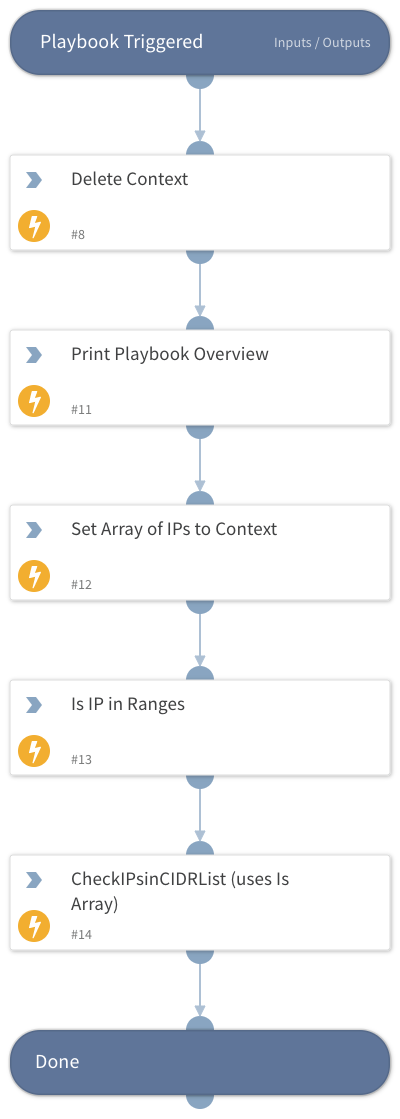 Playbook Triggered
Inputs / Outputs
Delete Context
#8
Print Playbook Overview
#11
Set Array of IPs to Context
#12
Is IP in Ranges
#13
CheckIPsinCIDRList (uses Is
Array)
#14
Done